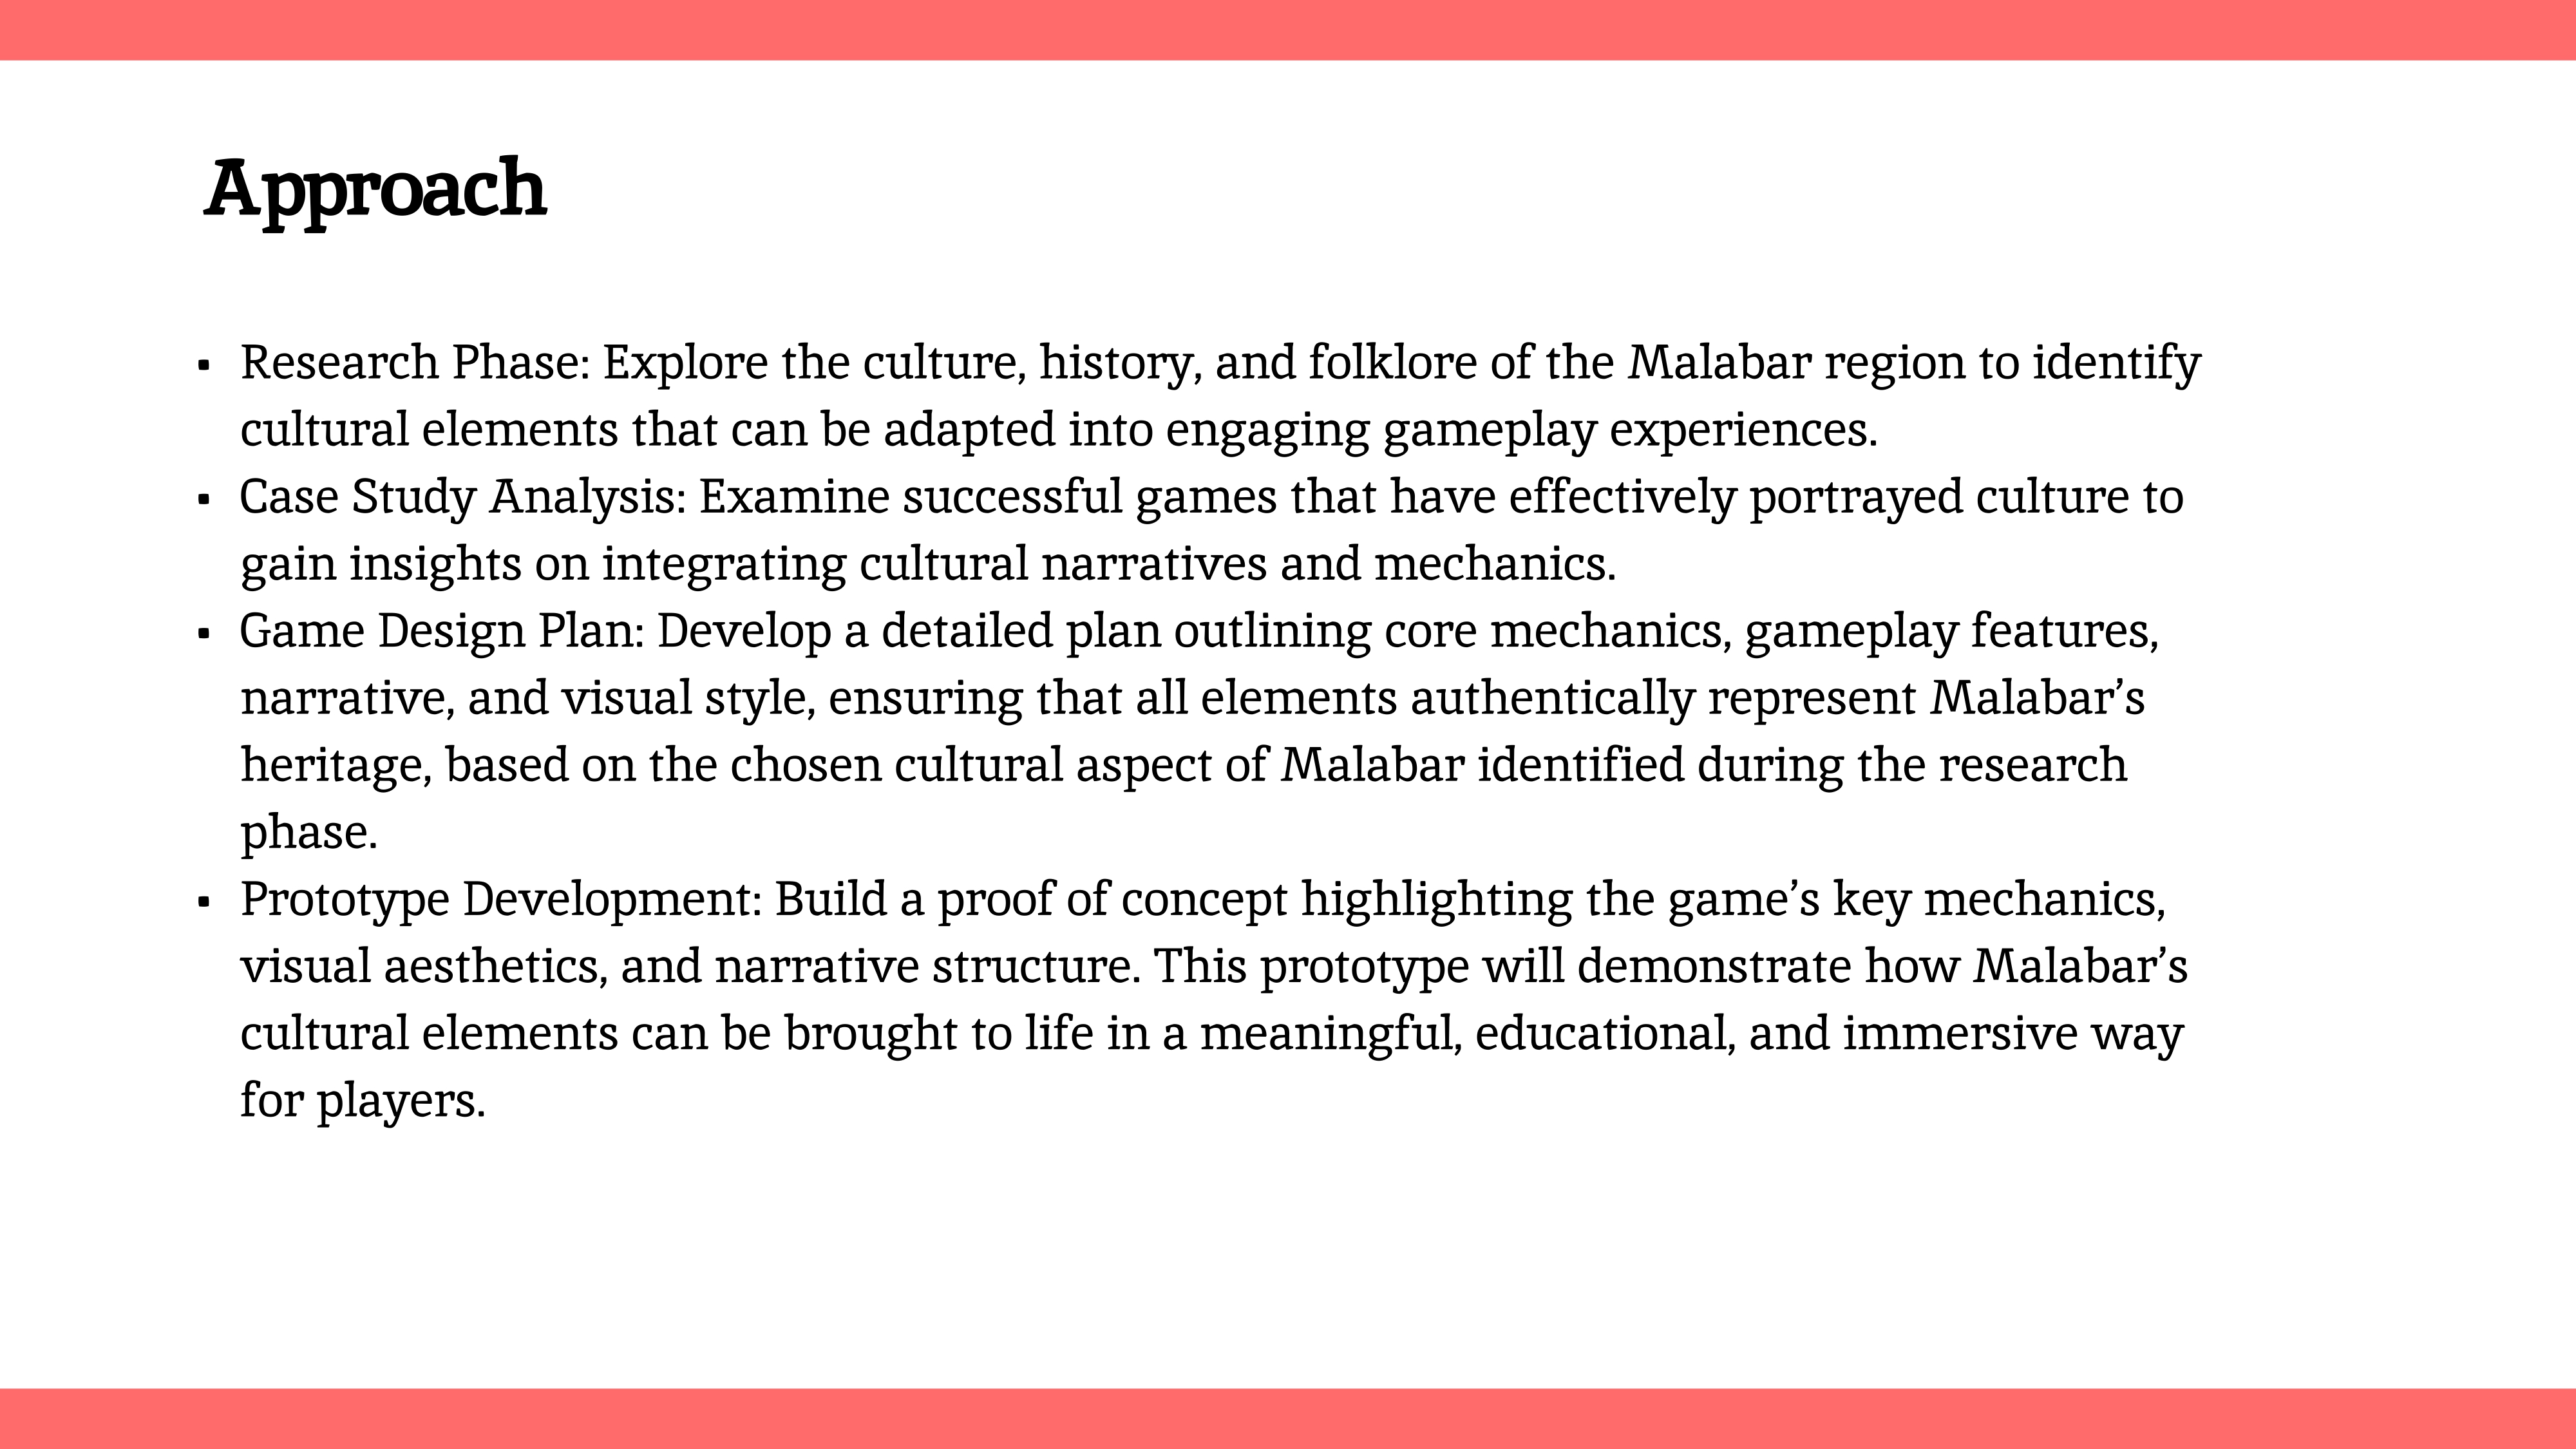 Approach
▪ Research Phase: Explore the culture, history, and folklore of the Malabar region to identify
cultural elements that can be adapted into engaging gameplay experiences.
▪ Case Study Analysis: Examine successful games that have effectively portrayed culture to
gain insights on integrating cultural narratives and mechanics.
▪ Game Design Plan: Develop a detailed plan outlining core mechanics, gameplay features,
narrative, and visual style, ensuring that all elements authentically represent Malabar’s
heritage, based on the chosen cultural aspect of Malabar identified during the research
phase.
▪ Prototype Development: Build a proof of concept highlighting the game’s key mechanics,
visual aesthetics, and narrative structure. This prototype will demonstrate how Malabar’s
cultural elements can be brought to life in a meaningful, educational, and immersive way
for players.